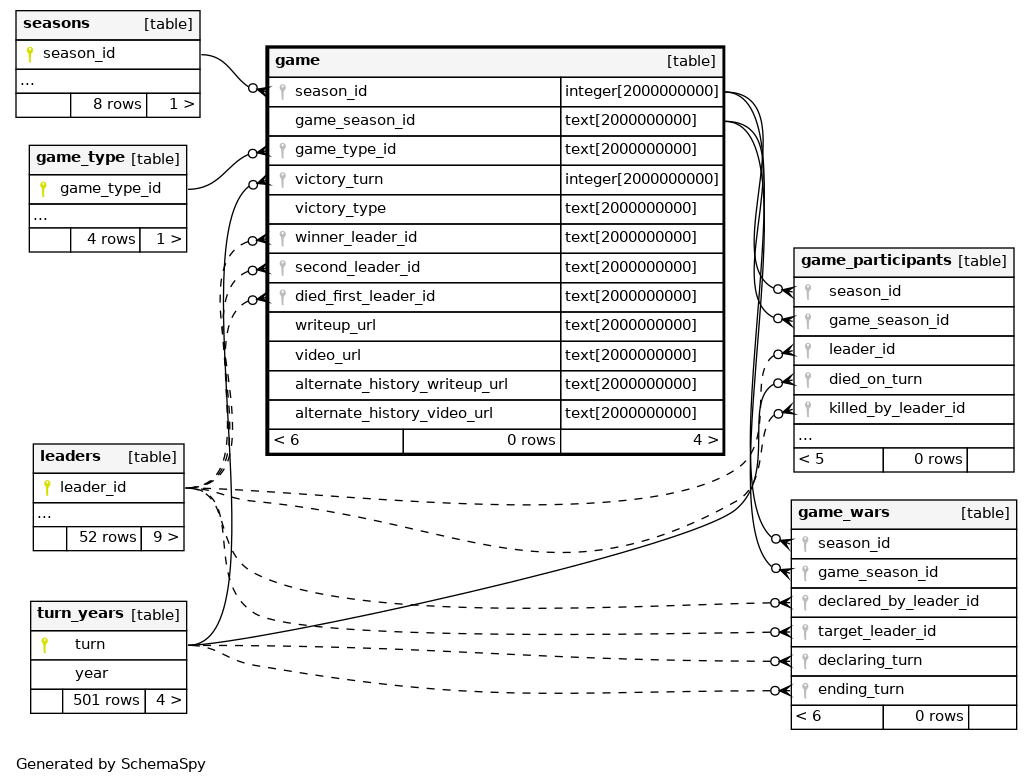 seasons [table]
season_id
...
8 rows 1 >
game_type [table]
game_type_id
...
4 rows 1 >
leaders [table]
leader_id
...
52 rows 9 >
turn_years [table]
turn
year
501 rows 4 >
game [table]
season_id integer[2000000000]
game_season_id text[2000000000]
game_type_id text[2000000000]
victory_turn integer[2000000000]
victory_type text[2000000000]
winner_leader_id text[2000000000]
second_leader_id text[2000000000]
died_first_leader_id text[2000000000]
writeup_url text[2000000000]
video_url text[2000000000]
alternate_history_writeup_url text[2000000000]
alternate_history_video_url text[2000000000]
< 6 0 rows 4 >
game_participants [table]
season_id
game_season_id
leader_id
died_on_turn
killed_by_leader_id
...
< 5 0 rows
game_wars [table]
season_id
game_season_id
declared_by_leader_id
target_leader_id
declaring_turn
ending_turn
< 6 0 rows
Generated by SchemaSpy